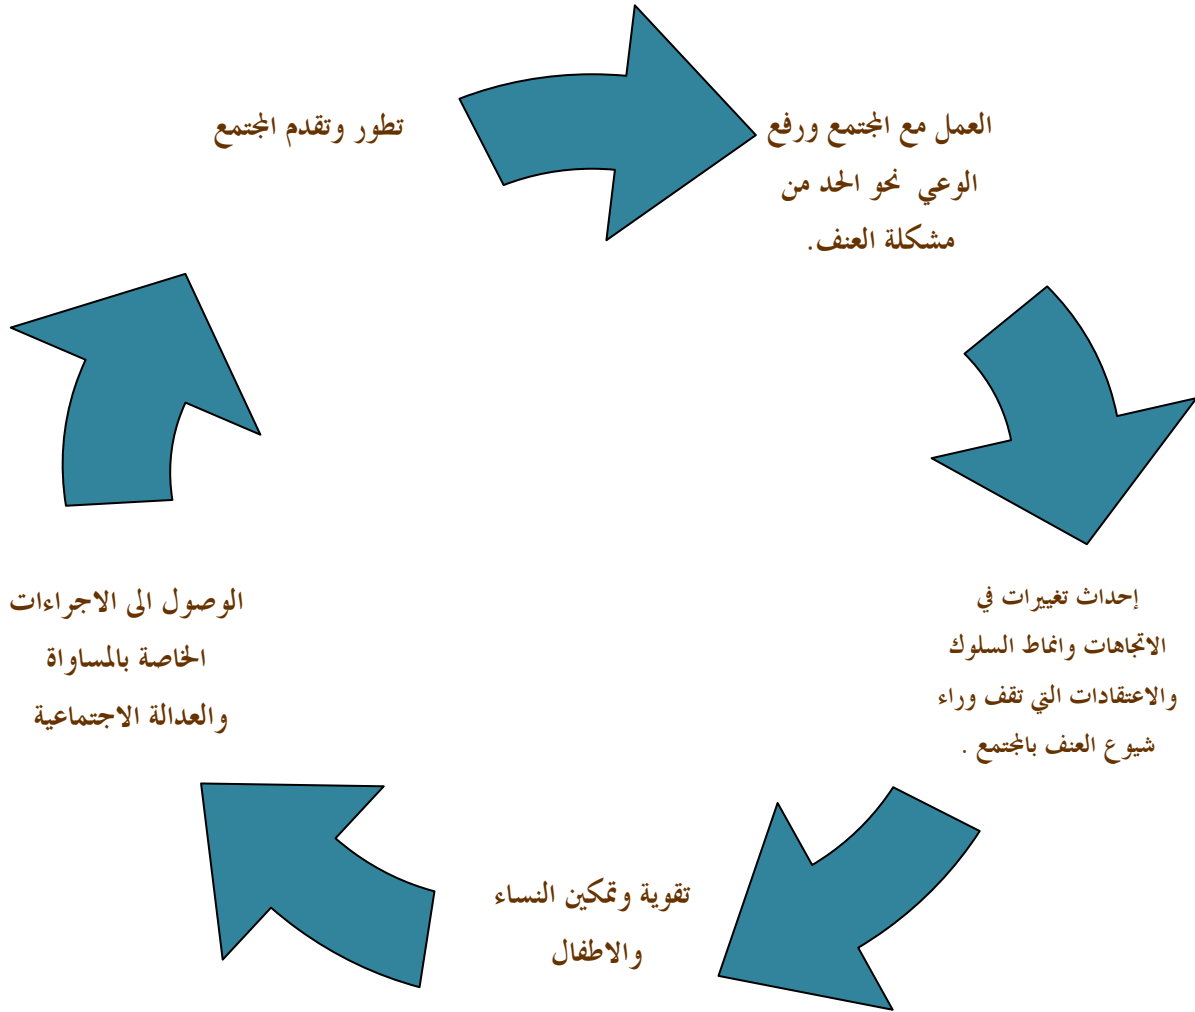 تطور وتقدم المجتمع
العمل مع المجتمع ورفع
الوعي نحو الحد من
مشكلة العنف.
إحداث تغييرات في
الاتجاهات وانماط السلوك
والاعتقادات التي تقف وراء
شيوع العنف بالمجتمع .
تقوية وتمكين النساء
والاطفال
الوصول الى الاجراءات
الخاصة بالمساواة
والعدالة الاجتماعية